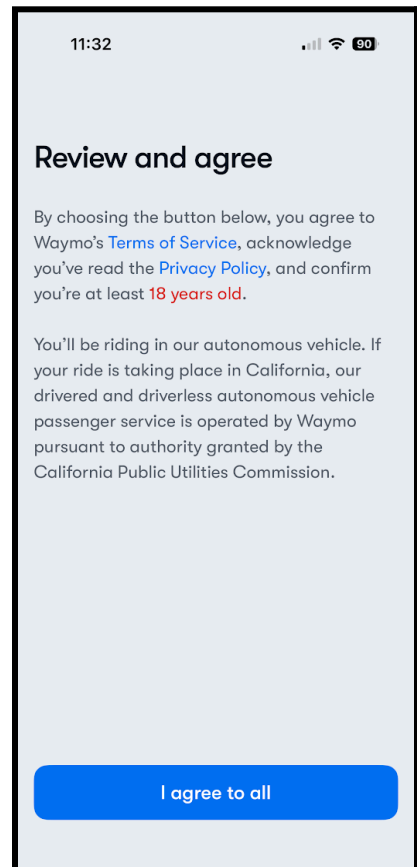 11:32
90
Review and agree
By choosing the button below, you agree to
Waymo's Terms of Service, acknowledge
you've read the Privacy Policy, and confirm
you're at least 18 years old.
You'll be riding in our autonomous vehicle. If
your ride is taking place in California, our
drivered and driverless autonomous vehicle
passenger service is operated by Waymo
pursuant to authority granted by the
California Public Utilities Commission.
I agree to all